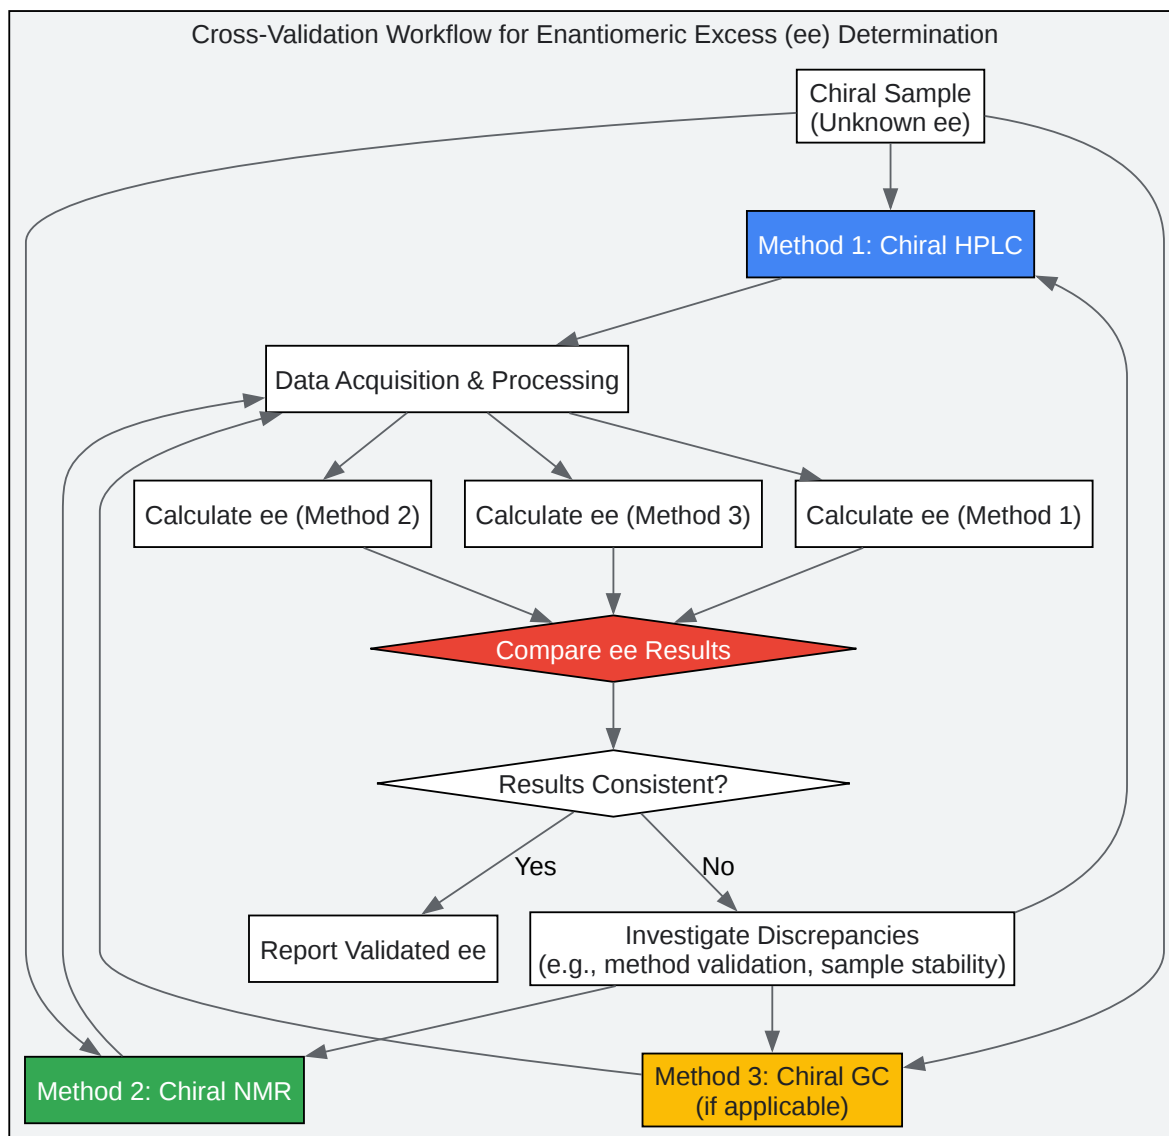 Cross-Validation Workflow for Enantiomeric Excess (ee) Determination
Chiral Sample
(Unknown ee)
Method 1: Chiral HPLC
Data Acquisition & Processing
Calculate ee (Method 2)
Calculate ee (Method 3)
Calculate ee (Method 1)
Compare ee Results
Results Consistent?
Yes
No
Report Validated ee
Investigate Discrepancies
(e.g., method validation, sample stability)
Method 2: Chiral NMR
Method 3: Chiral GC
(if applicable)